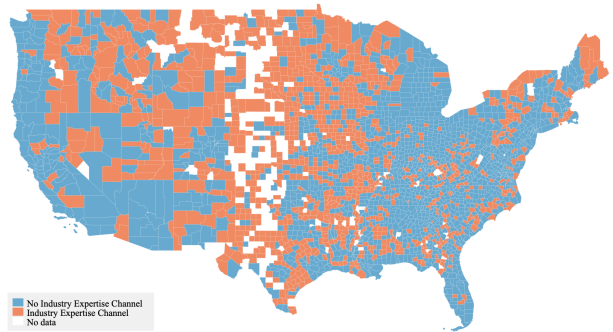 No Industry Expertise Channel
Industry Expertise Channel
No data